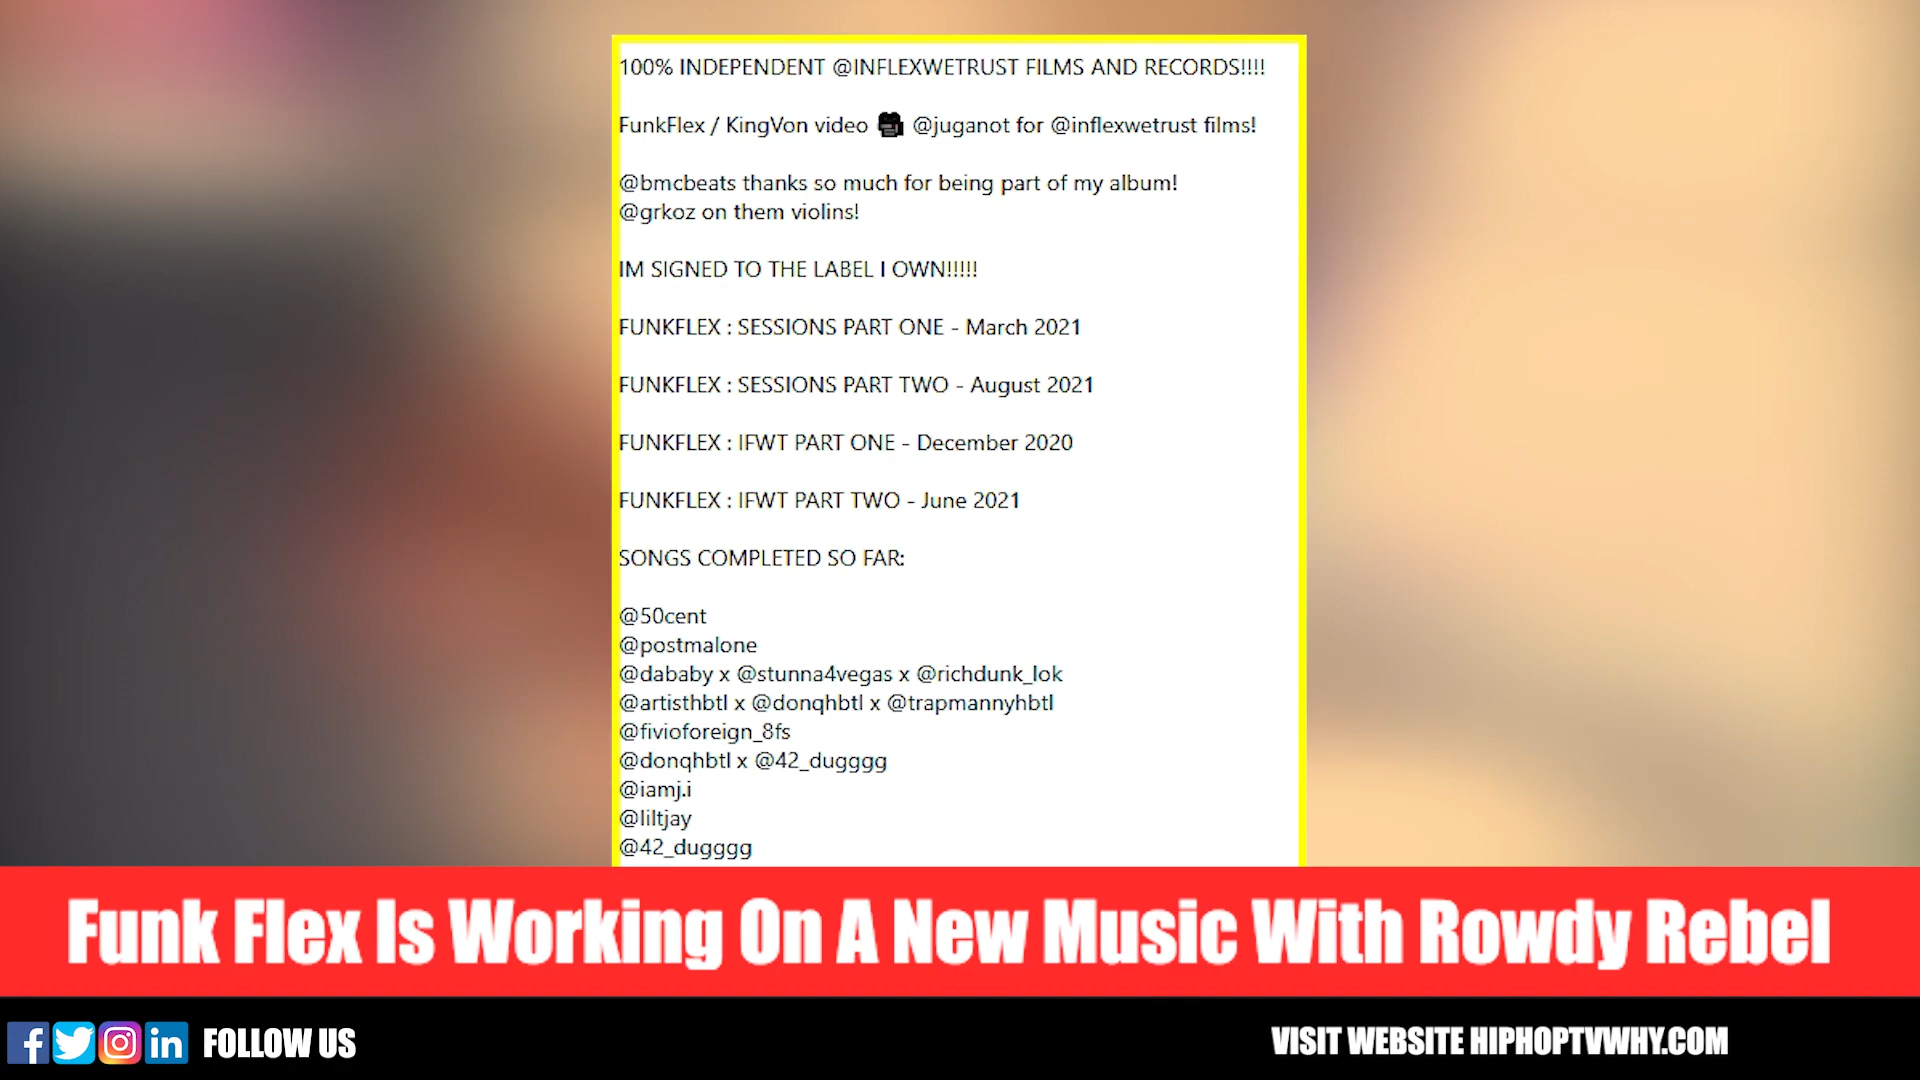 100% INDEPENDENT @INFLEXWETRUST FILMS AND RECORDS!!!!
FunkFlex / KingVon video 🎥 @juganot for @inflexwetrust films!
@bmcbeats thanks so much for being part of my album!
@grkoz on them violins!
IM SIGNED TO THE LABEL I OWN!!!!!
FUNKFLEX : SESSIONS PART ONE - March 2021
FUNKFLEX : SESSIONS PART TWO - August 2021
FUNKFLEX : IFWT PART ONE - December 2020
FUNKFLEX : IFWT PART TWO - June 2021
SONGS COMPLETED SO FAR:
@50cent
@postmalone
@dababy x @stunna4vegas x @richdunk_lok
@artisthbtl x @donqhbtl x @trapmannyhbtl
@fivioforeign_8fs
@donqhbtl x @42_dugggg
@iamj.i
@liltjay
@42_dugggg
Funk Flex Is Working On A New Music With Rowdy Rebel
FOLLOW US
VISIT WEBSITE HIPHOPTVWHY.COM